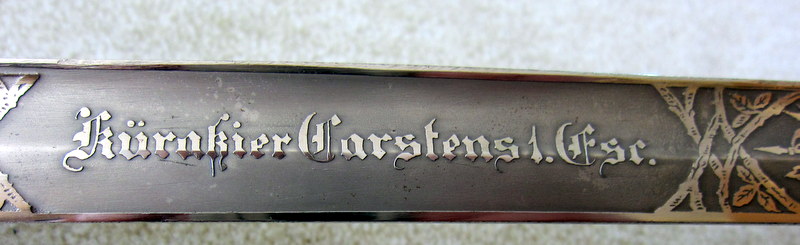 Küraßier Carstens 1. Esc.